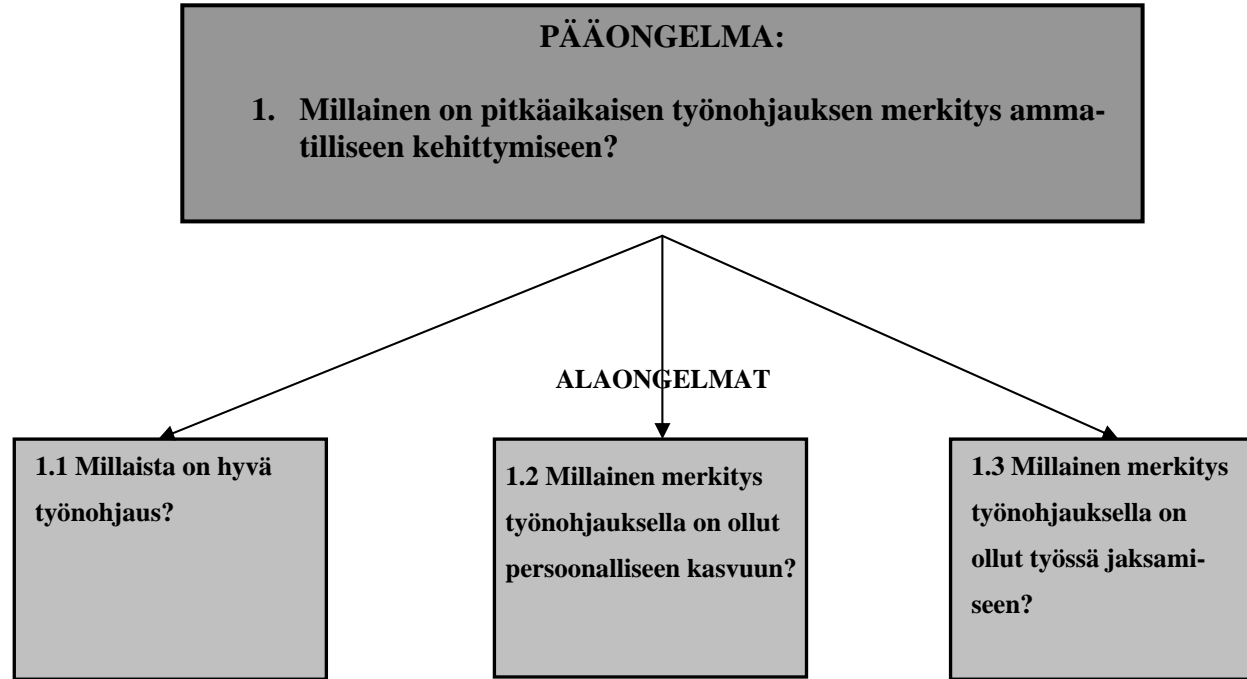 PÄÄONGELMA:
1. Millainen on pitkäaikaisen työnohjauksen merkitys amma-
tilliseen kehittymiseen?
ALAONGELMAT
1.1 Millaista on hyvä
työnohjaus?
1.2 Millainen merkitys
työnohjauksella on ollut
persoonalliseen kasvuun?
1.3 Millainen merkitys
työnohjauksella on
ollut työssä jaksami-
seen?